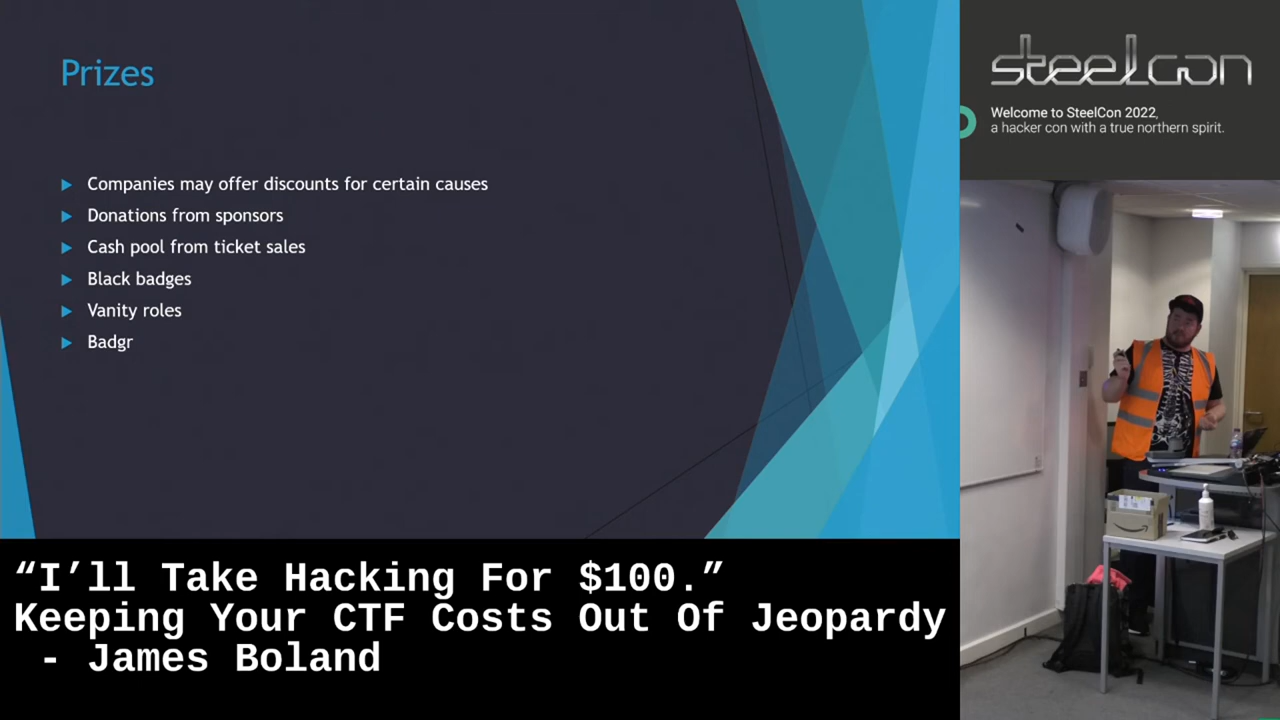 Prizes
Companies may offer discounts for certain causes
Donations from sponsors
Cash pool from ticket sales
Black badges
Vanity roles
Badgr
steelcon
Welcome to SteelCon 2022,
a hacker con with a true northern spirit.
“I’ll Take Hacking For $100.”
Keeping Your CTF Costs Out Of Jeopardy
- James Boland